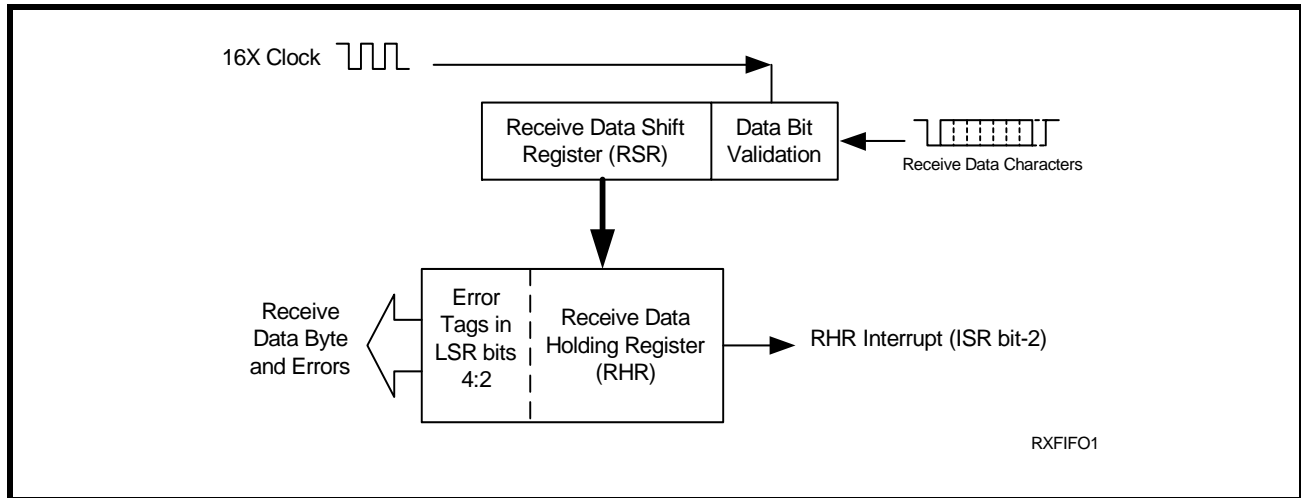 16X Clock
Receive Data Shift
Register (RSR)
Data Bit
Validation
Receive Data Characters
Receive
Data Byte
and Errors
Error
Tags in
LSR bits
4:2
Receive Data
Holding Register
(RHR)
RHR Interrupt (ISR bit-2)
RXFIFO1